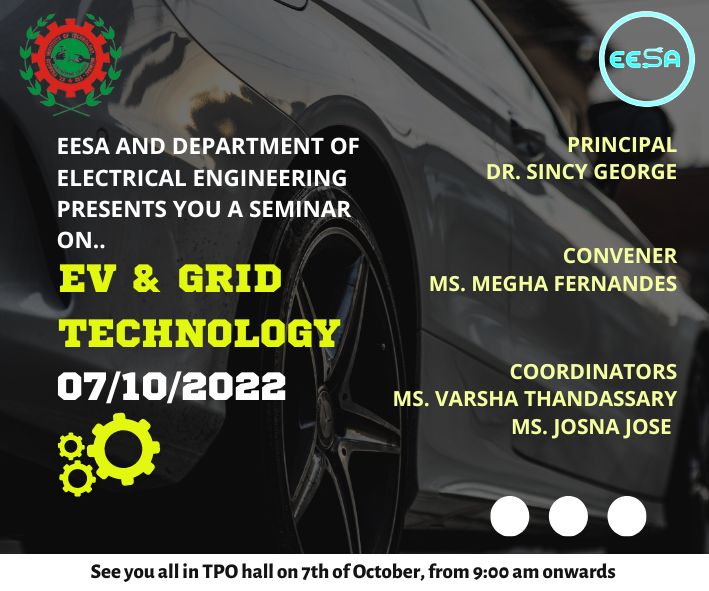 EESA
EESA AND DEPARTMENT OF
ELECTRICAL ENGINEERING
PRESENTS YOU A SEMINAR
ON..
EV & GRID
TECHNOLOGY
07/10/2022
PRINCIPAL
DR. SINCY GEORGE
CONVENER
MS. MEGHA FERNANDES
COORDINATORS
MS. VARSHA THANDASSARY
MS. JOSNA JOSE
See you all in TPO hall on 7th of October, from 9:00 am onwards